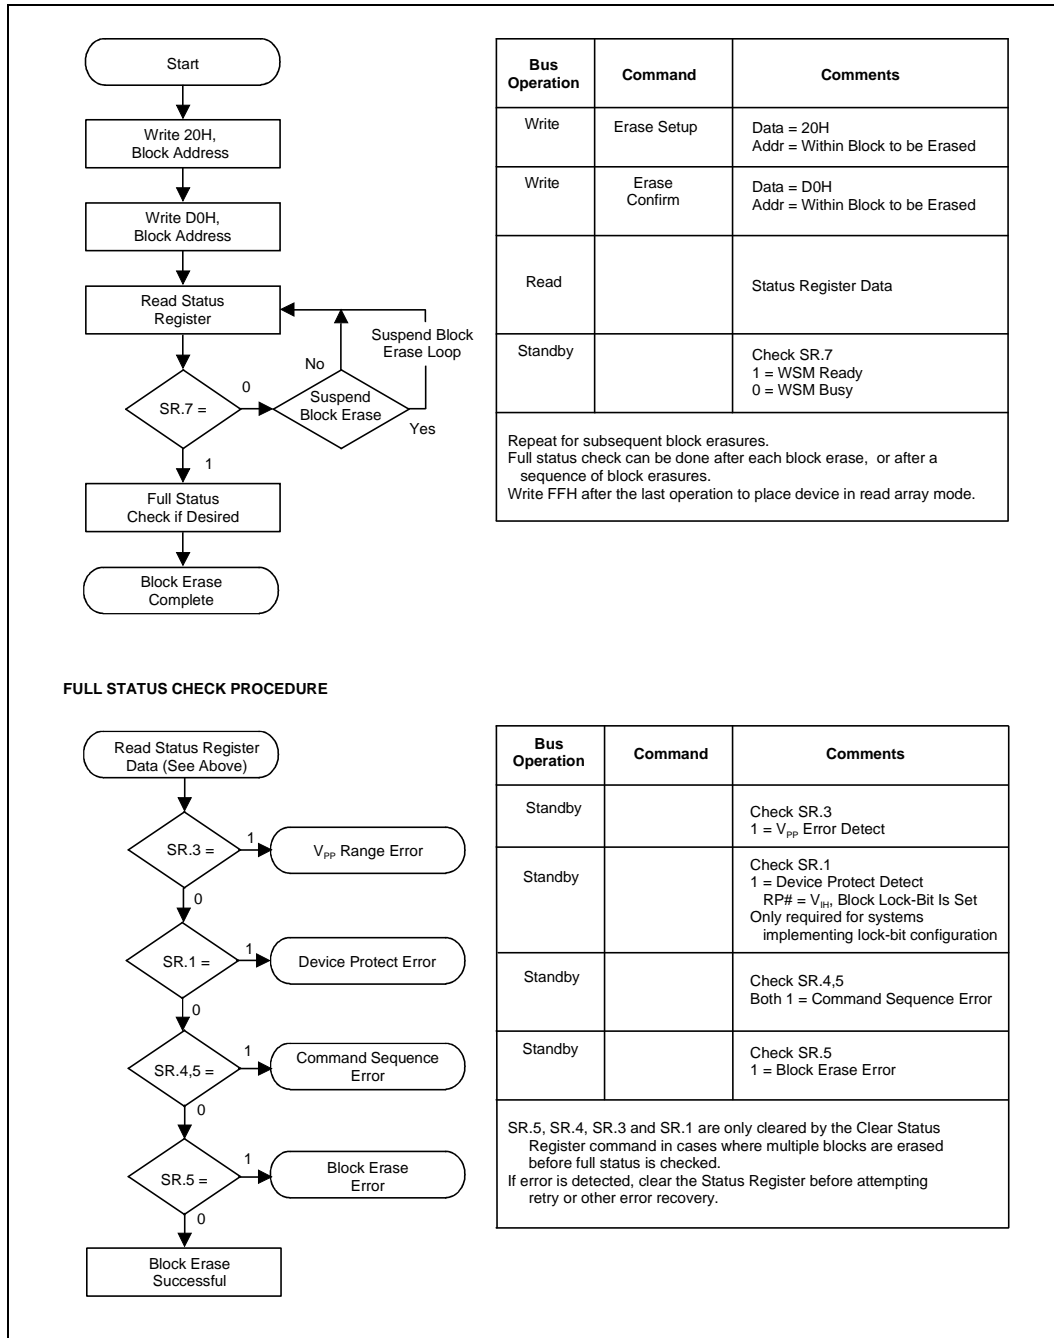 Start
Write 20H,
Block Address
Write D0H,
Block Address
Read Status
Register
Suspend Block
Erase Loop
No
0
SR.7 =
Suspend
Block Erase
Yes
1
Full Status
Check if Desired
Block Erase
Complete
Bus
Operation
Command
Comments
Write
Erase Setup
Data = 20H
Addr = Within Block to be Erased
Write
Erase
Confirm
Data = D0H
Addr = Within Block to be Erased
Read
Status Register Data
Standby
Check SR.7
1 = WSM Ready
0 = WSM Busy
Repeat for subsequent block erasures.
Full status check can be done after each block erase, or after a
sequence of block erasures.
Write FFH after the last operation to place device in read array mode.
FULL STATUS CHECK PROCEDURE
Read Status Register
Data (See Above)
SR.3 =
1
VPP Range Error
0
SR.1 =
1
Device Protect Error
0
SR.4,5 =
1
Command Sequence
Error
0
SR.5 =
1
Block Erase
Error
0
Block Erase
Successful
Bus
Operation
Command
Comments
Standby
Check SR.3
1 = VPP Error Detect
Standby
Check SR.1
1 = Device Protect Detect
RP# = VIH, Block Lock-Bit Is Set
Only required for systems
implementing lock-bit configuration
Standby
Check SR.4,5
Both 1 = Command Sequence Error
Standby
Check SR.5
1 = Block Erase Error
SR.5, SR.4, SR.3 and SR.1 are only cleared by the Clear Status
Register command in cases where multiple blocks are erased
before full status is checked.
If error is detected, clear the Status Register before attempting
retry or other error recovery.